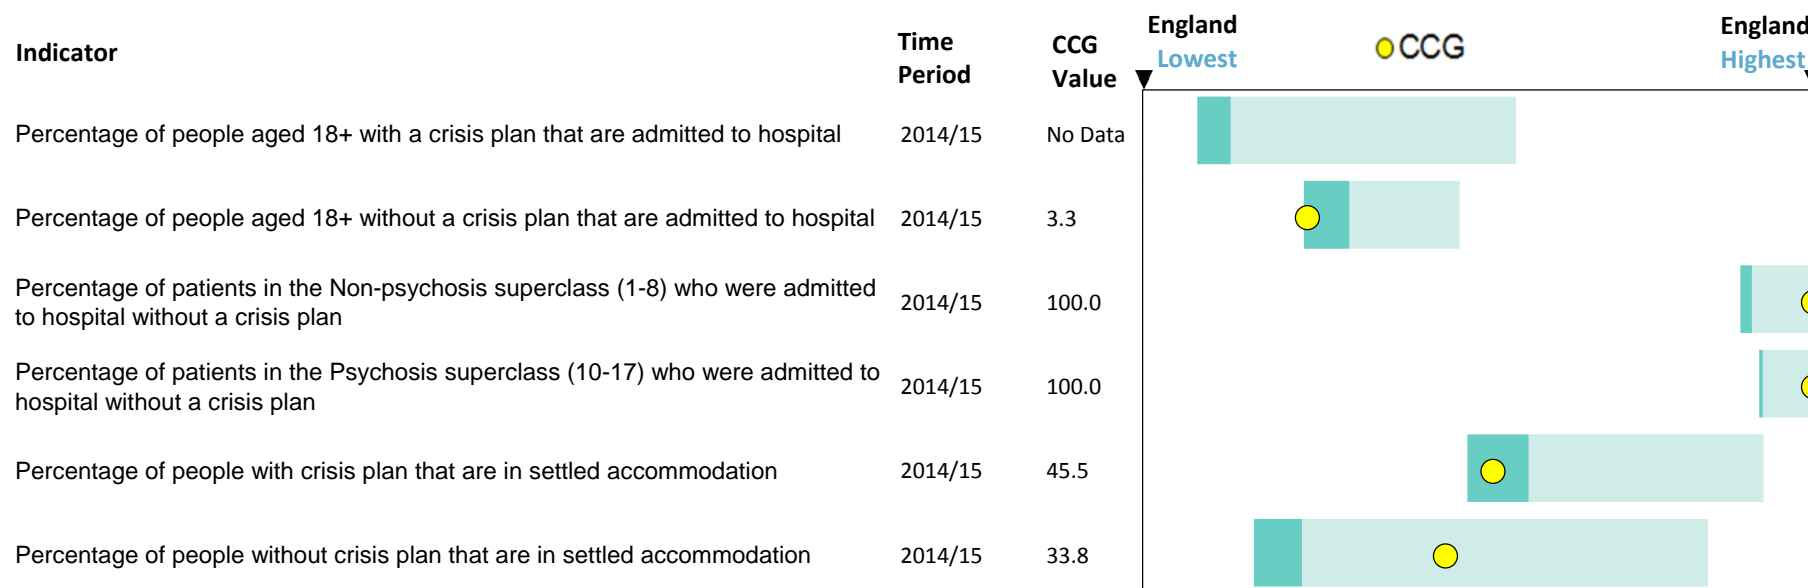 Indicator
Time Period
CCG Value
England Lowest
CCG
England Highest
Percentage of people aged 18+ with a crisis plan that are admitted to hospital 2014/15 No Data
Percentage of people aged 18+ without a crisis plan that are admitted to hospital 2014/15 3.3
Percentage of patients in the Non-psychosis superclass (1-8) who were admitted
to hospital without a crisis plan 2014/15 100.0
Percentage of patients in the Psychosis superclass (10-17) who were admitted to
hospital without a crisis plan 2014/15 100.0
Percentage of people with crisis plan that are in settled accommodation 2014/15 45.5
Percentage of people without crisis plan that are in settled accommodation 2014/15 33.8